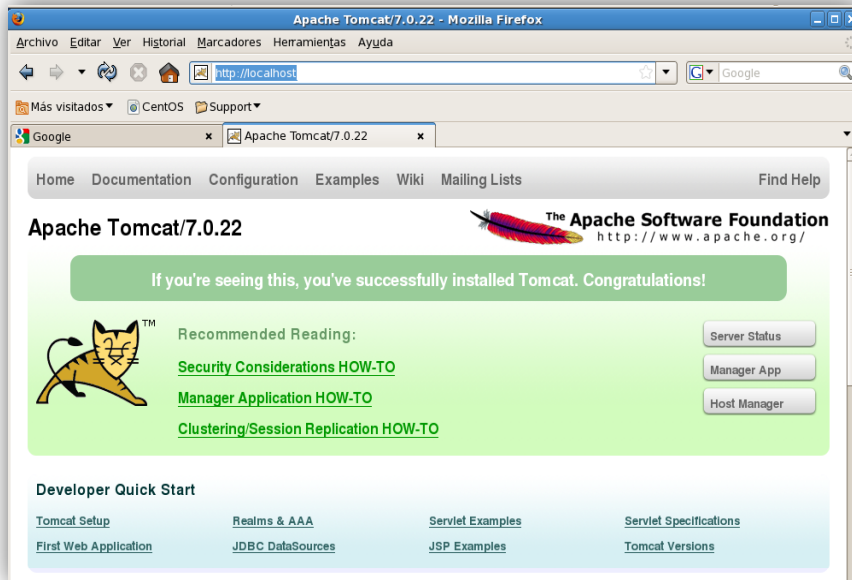 Apache Tomcat/7.0.22 - Mozilla Firefox
Archivo Editar Ver Historial Marcadores Herramientas Ayuda
http://localhost G Google
Más visitados CentOS Support
Google Apache Tomcat/7.0.22
Home Documentation Configuration Examples Wiki Mailing Lists Find Help
Apache Tomcat/7.0.22
The Apache Software Foundation
http://www.apache.org/
If you're seeing this, you've successfully installed Tomcat. Congratulations!
TM
Recommended Reading:
Security Considerations HOW-TO
Manager Application HOW-TO
Clustering/Session Replication HOW-TO
Server Status
Manager App
Host Manager
Developer Quick Start
Tomcat Setup Realms & AAA Servlet Examples Servlet Specifications
First Web Application JDBC DataSources JSP Examples Tomcat Versions